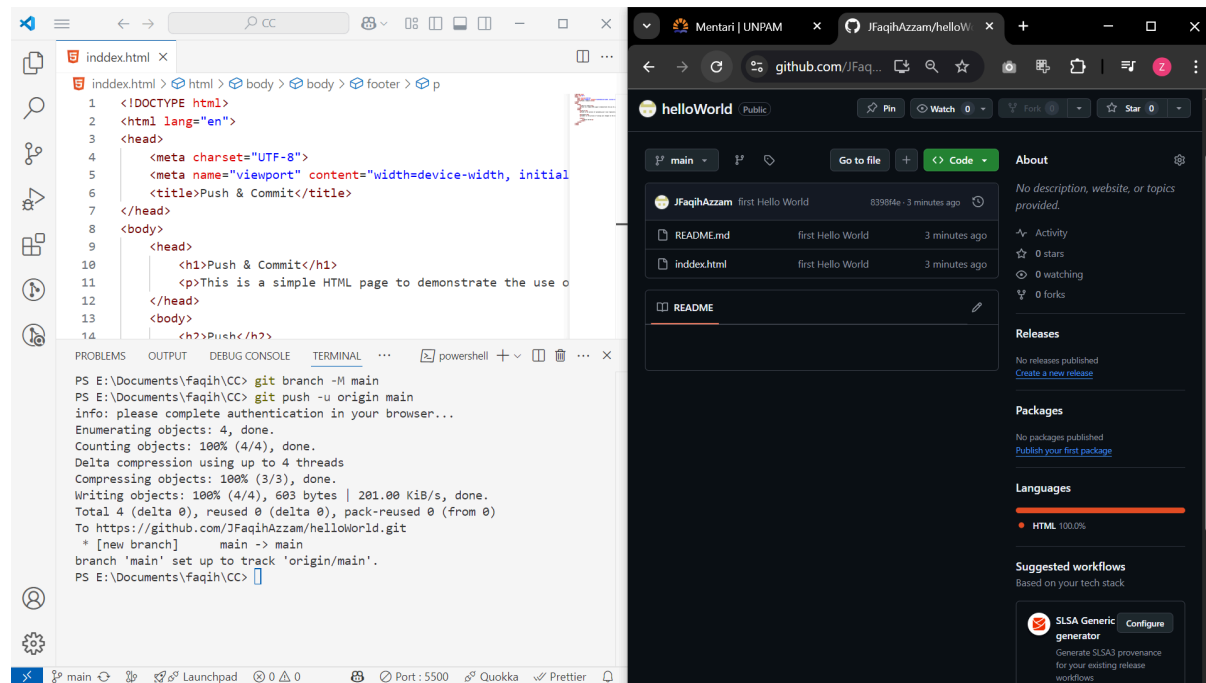 CC
inddex.html
inddex.html > html > body > body > footer > p
1 <!DOCTYPE html>
2 <html lang="en">
3 <head>
4 <meta charset="UTF-8">
5 <meta name="viewport" content="width=device-width, initial
6 <title>Push & Commit</title>
7 </head>
8 <body>
9 <head>
10 <h1>Push & Commit</h1>
11 <p>This is a simple HTML page to demonstrate the use o
12 </head>
13 <body>
14 <h2>Push</h2>
PROBLEMS OUTPUT DEBUG CONSOLE TERMINAL ... powershell
PS E:\Documents\faqih\CC> git branch -M main
PS E:\Documents\faqih\CC> git push -u origin main
info: please complete authentication in your browser...
Enumerating objects: 4, done.
Counting objects: 100% (4/4), done.
Delta compression using up to 4 threads
Compressing objects: 100% (3/3), done.
Writing objects: 100% (4/4), 603 bytes | 201.00 KiB/s, done.
Total 4 (delta 0), reused 0 (delta 0), pack-reused 0 (from 0)
To https://github.com/JFaqihAzzam/helloWorld.git
* [new branch] main -> main
branch 'main' set up to track 'origin/main'.
PS E:\Documents\faqih\CC>
main Launchpad 0 0 Port : 5500 Quokka Prettier
Mentari | UNPAM JFaqihAzzam/helloW
github.com/JFaq... Z
helloWorld Public Pin Watch 0 Fork 0 Star 0
main Go to file Code
JFaqihAzzam first Hello World 8398f4e · 3 minutes ago
README.md first Hello World 3 minutes ago
inddex.html first Hello World 3 minutes ago
README
About
No description, website, or topics
provided.
Activity
0 stars
0 watching
0 forks
Releases
No releases published
Create a new release
Packages
No packages published
Publish your first package
Languages
HTML 100.0%
Suggested workflows
Based on your tech stack
SLSA Generic
generator
Configure
Generate SLSA3 provenance
for your existing release
workflows